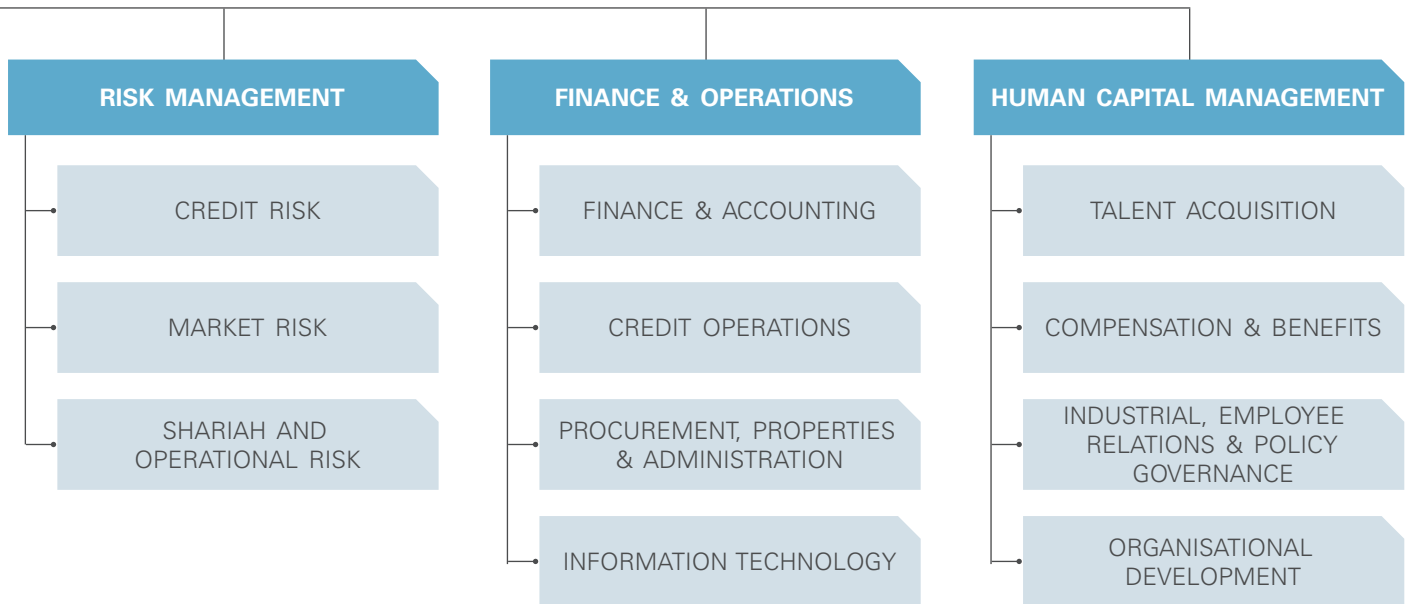 RISK MANAGEMENT
CREDIT RISK
MARKET RISK
SHARIAH AND
OPERATIONAL RISK
FINANCE & OPERATIONS
FINANCE & ACCOUNTING
CREDIT OPERATIONS
PROCUREMENT, PROPERTIES
& ADMINISTRATION
INFORMATION TECHNOLOGY
HUMAN CAPITAL MANAGEMENT
TALENT ACQUISITION
COMPENSATION & BENEFITS
INDUSTRIAL, EMPLOYEE
RELATIONS & POLICY
GOVERNANCE
ORGANISATIONAL
DEVELOPMENT